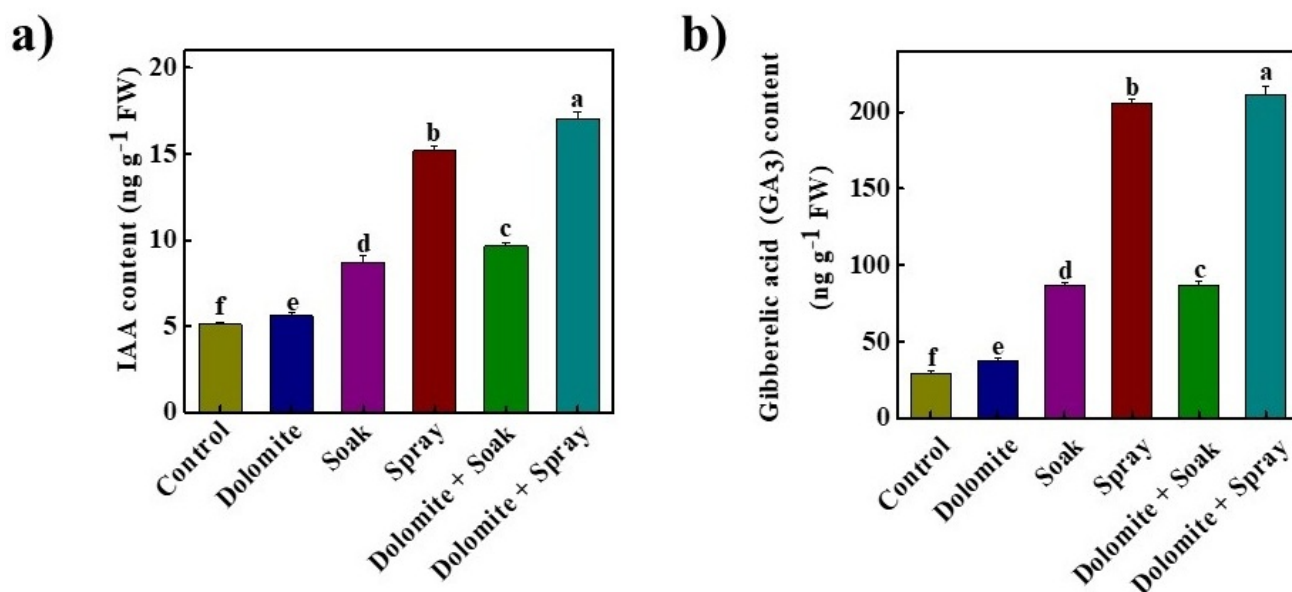 a)
IAA content (ng g⁻¹ FW)
20
15
10
5
0
f
e
d
b
c
a
Control
Dolomite
Soak
Spray
Dolomite + Soak
Dolomite + Spray
b)
Gibberelic acid (GA3) content
(ng g⁻¹ FW)
200
150
100
50
0
f
e
d
b
c
a
Control
Dolomite
Soak
Spray
Dolomite + Soak
Dolomite + Spray